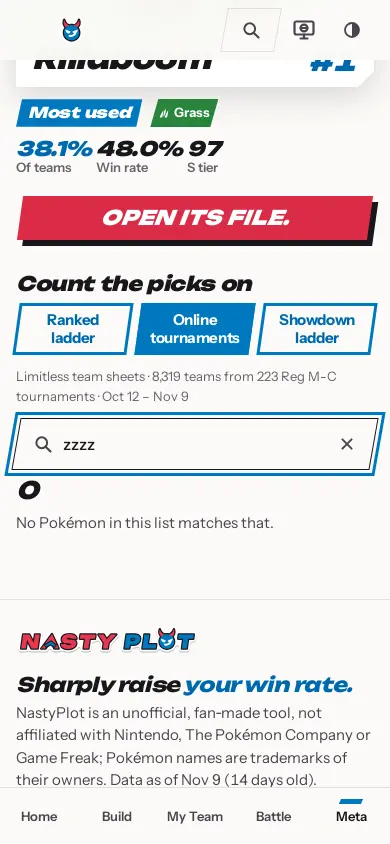 Rillaboom #1
Most used Grass
38.1% 48.0% 97
Of teams Win rate S tier
OPEN ITS FILE.
Count the picks on
Ranked ladder
Online tournaments
Showdown ladder
Limitless team sheets · 8,319 teams from 223 Reg M-C
tournaments · Oct 12 – Nov 9
zzzz
0
No Pokémon in this list matches that.
NASTY PLOT
Sharply raise your win rate.
NastyPlot is an unofficial, fan-made tool, not
affiliated with Nintendo, The Pokémon Company or
Game Freak; Pokémon names are trademarks of
their owners. Data as of Nov 9 (14 days old).
Home Build My Team Battle Meta